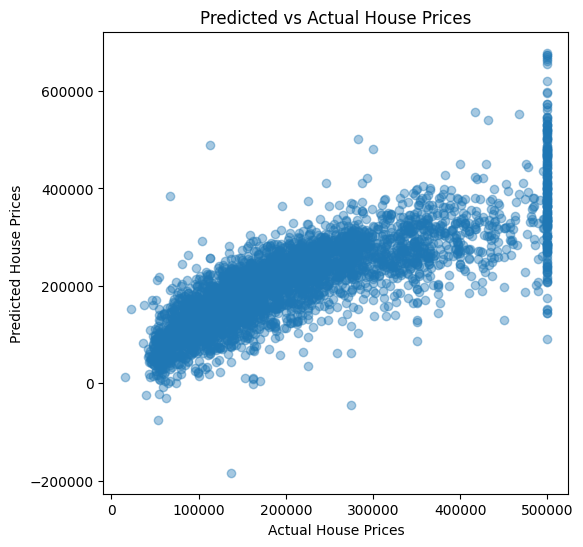 Predicted vs Actual House Prices
600000
400000
200000
0
−200000
Predicted House Prices
0 100000 200000 300000 400000 500000
Actual House Prices